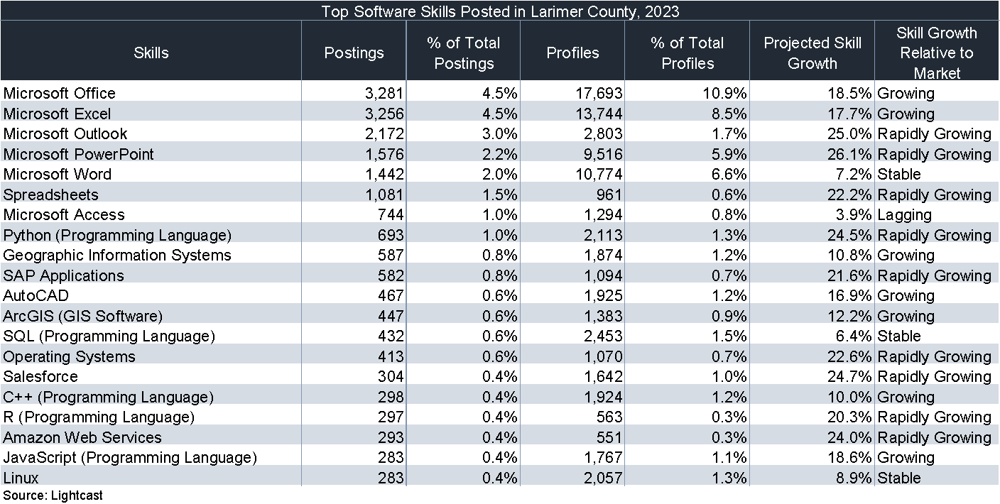 Top Software Skills Posted in Larimer County, 2023
Skills Postings % of Total Postings Profiles % of Total Profiles Projected Skill Growth Skill Growth Relative to Market
Microsoft Office 3,281 4.5% 17,693 10.9% 18.5% Growing
Microsoft Excel 3,256 4.5% 13,744 8.5% 17.7% Growing
Microsoft Outlook 2,172 3.0% 2,803 1.7% 25.0% Rapidly Growing
Microsoft PowerPoint 1,576 2.2% 9,516 5.9% 26.1% Rapidly Growing
Microsoft Word 1,442 2.0% 10,774 6.6% 7.2% Stable
Spreadsheets 1,081 1.5% 961 0.6% 22.2% Rapidly Growing
Microsoft Access 744 1.0% 1,294 0.8% 3.9% Lagging
Python (Programming Language) 693 1.0% 2,113 1.3% 24.5% Rapidly Growing
Geographic Information Systems 587 0.8% 1,874 1.2% 10.8% Growing
SAP Applications 582 0.8% 1,094 0.7% 21.6% Rapidly Growing
AutoCAD 467 0.6% 1,925 1.2% 16.9% Growing
ArcGIS (GIS Software) 447 0.6% 1,383 0.9% 12.2% Growing
SQL (Programming Language) 432 0.6% 2,453 1.5% 6.4% Stable
Operating Systems 413 0.6% 1,070 0.7% 22.6% Rapidly Growing
Salesforce 304 0.4% 1,642 1.0% 24.7% Rapidly Growing
C++ (Programming Language) 298 0.4% 1,924 1.2% 10.0% Growing
R (Programming Language) 297 0.4% 563 0.3% 20.3% Rapidly Growing
Amazon Web Services 293 0.4% 551 0.3% 24.0% Rapidly Growing
JavaScript (Programming Language) 283 0.4% 1,767 1.1% 18.6% Growing
Linux 283 0.4% 2,057 1.3% 8.9% Stable
Source: Lightcast